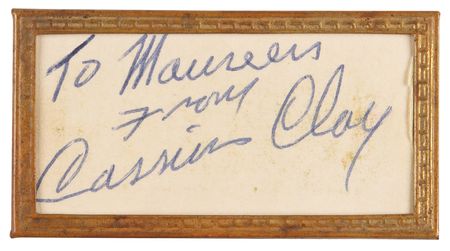 To Maureen
From
Cassius Clay